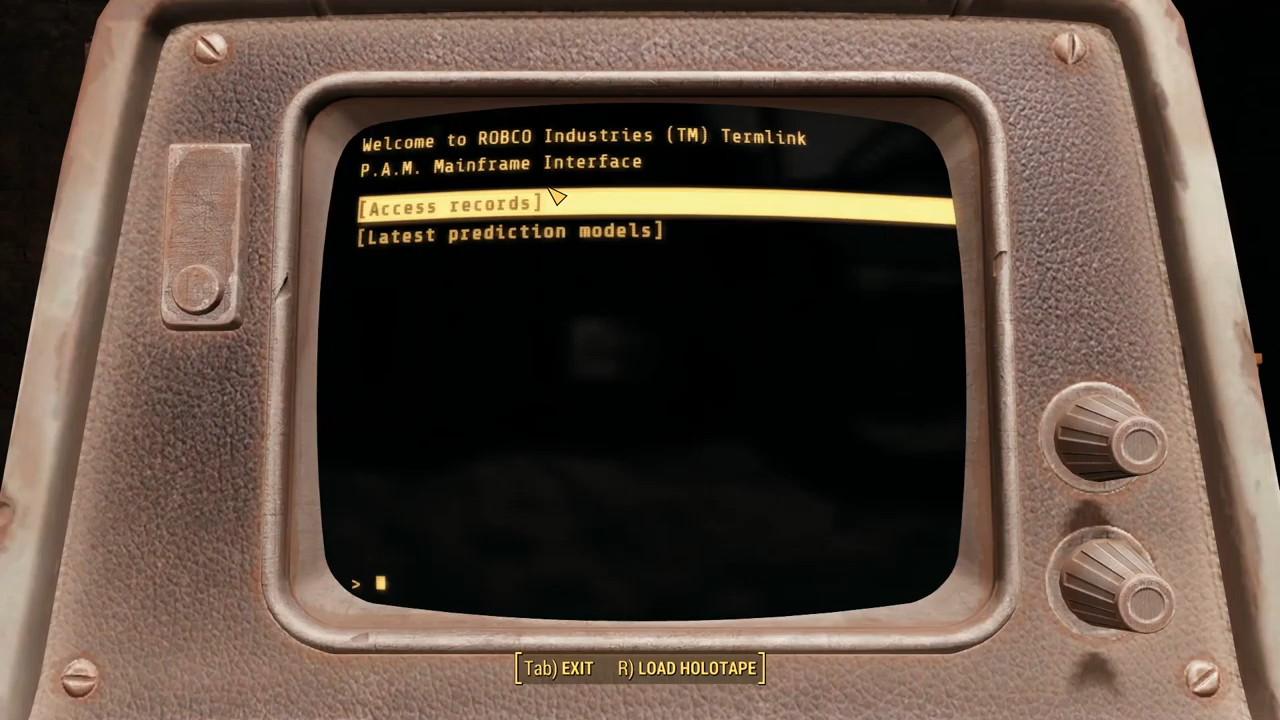 Welcome to ROBCO Industries (TM) Termlink
P.A.M. Mainframe Interface
[Access records]
[Latest prediction models]
>
Tab) EXIT R) LOAD HOLOTAPE